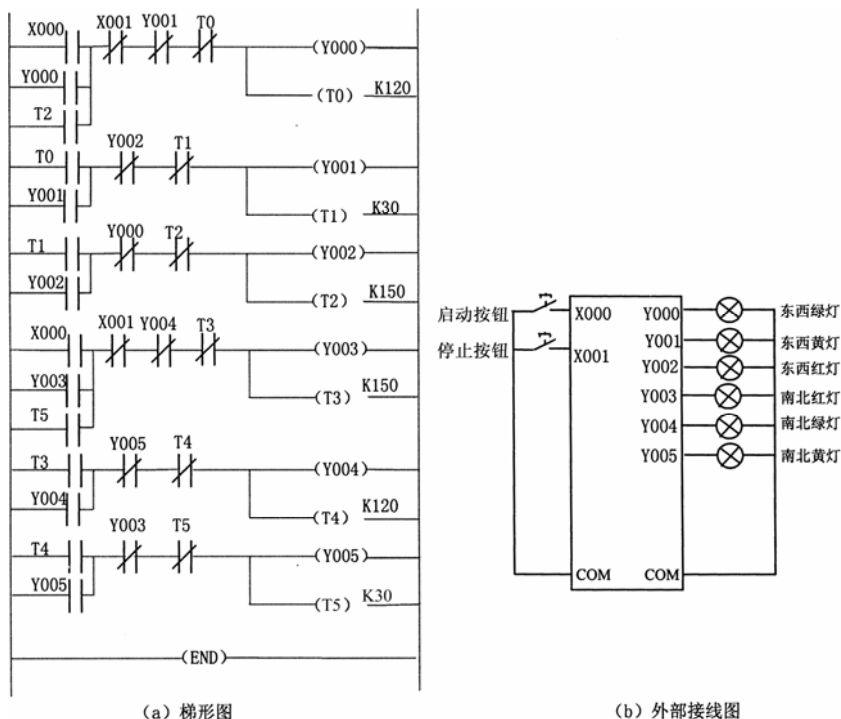 X000 X001 Y001 T0 (Y000)
Y000 (T0) K120
T2
T0 Y002 T1 (Y001)
Y001 (T1) K30
T1 Y000 T2 (Y002)
Y002 (T2) K150
X000 X001 Y004 T3 (Y003)
Y003 (T3) K150
T5
T3 Y005 T4 (Y004)
Y004 (T4) K120
T4 Y003 T5 (Y005)
Y005 (T5) K30
(END)
(a) 梯形图
启动按钮 X000 Y000 东西绿灯
Y001 东西黄灯
停止按钮 X001 Y002 东西红灯
Y003 南北红灯
Y004 南北绿灯
Y005 南北黄灯
COM COM
(b) 外部接线图